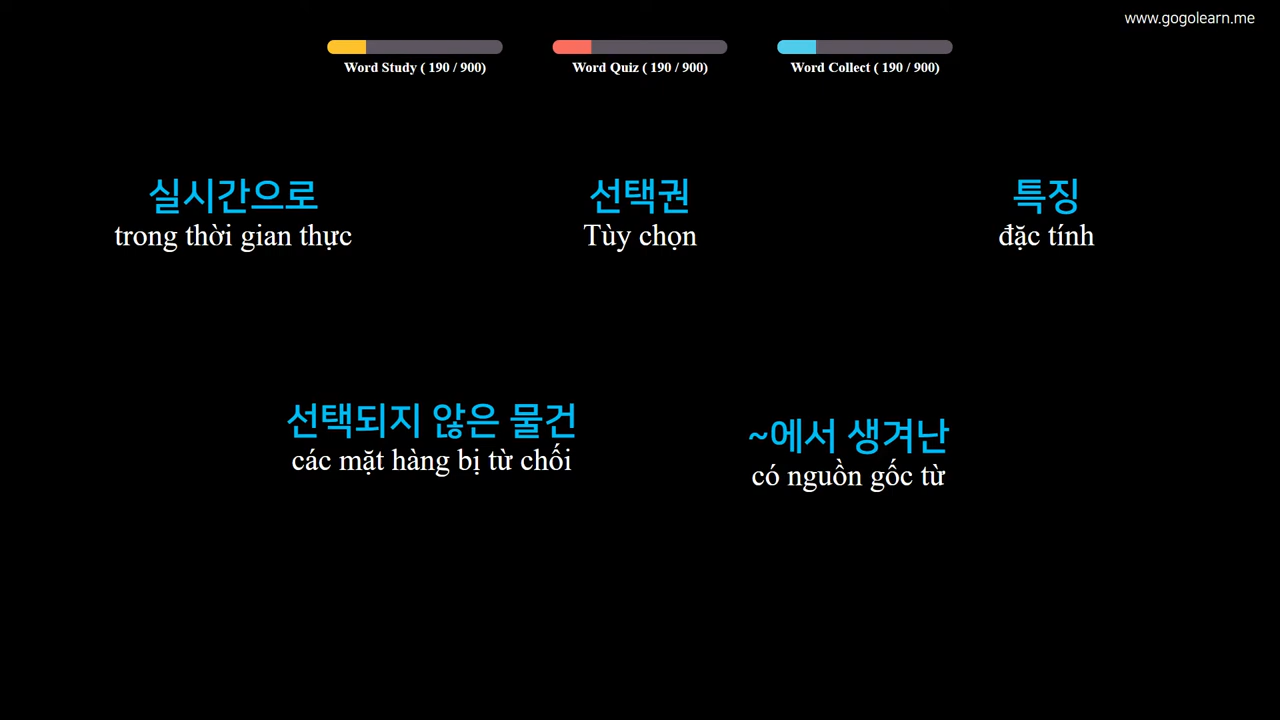 www.gogolearn.me
Word Study ( 190 / 900)
Word Quiz ( 190 / 900)
Word Collect ( 190 / 900)
실시간으로
trong thời gian thực
선택권
Tùy chọn
특징
đặc tính
선택되지 않은 물건
các mặt hàng bị từ chối
~에서 생겨난
có nguồn gốc từ